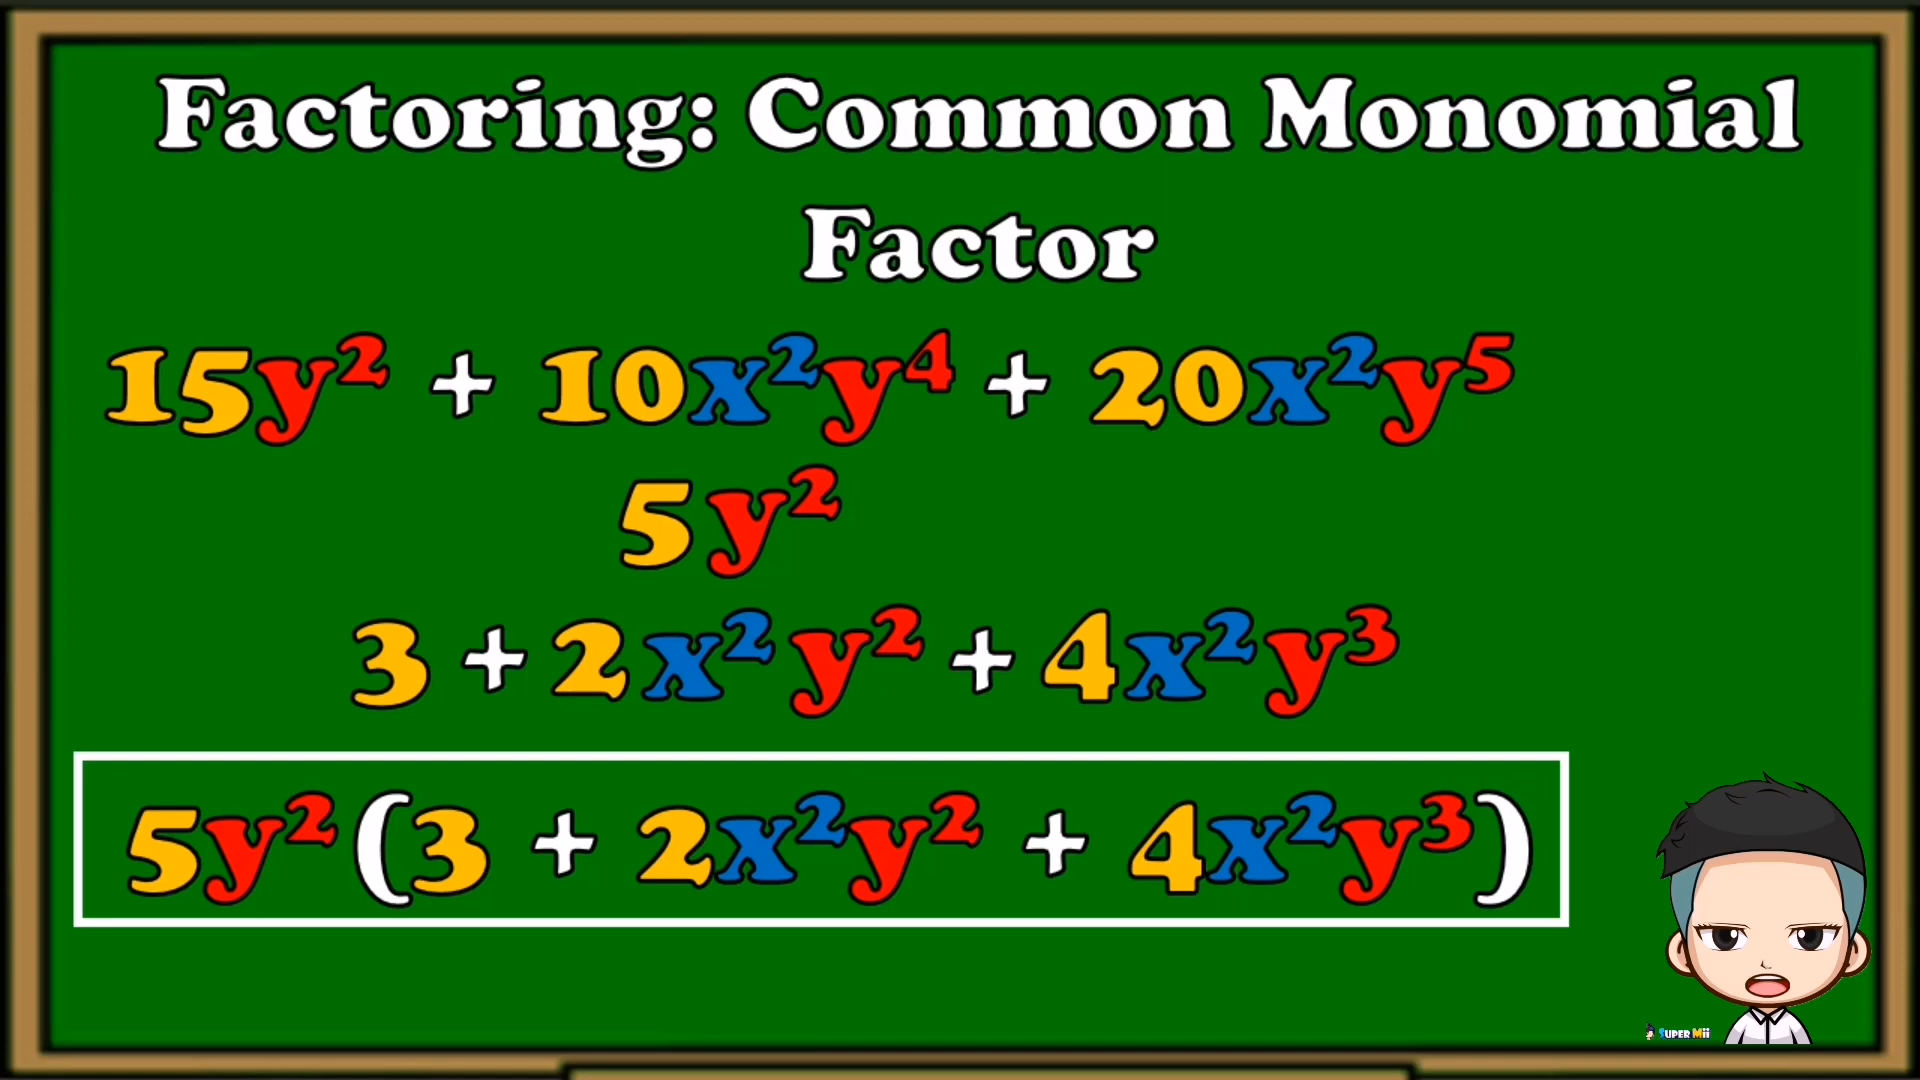 Factoring: Common Monomial
Factor
15y² + 10x²y⁴ + 20x²y⁵
5y²
3 + 2x²y² + 4x²y³
5y²(3 + 2x²y² + 4x²y³)
SUPER Mii